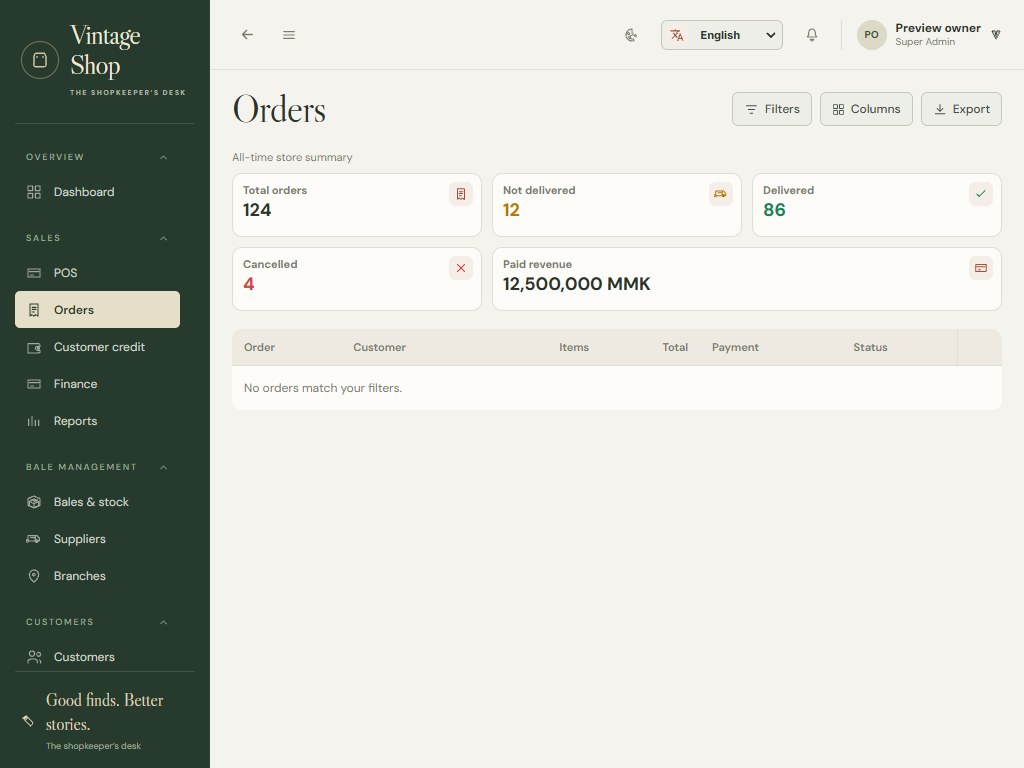 Vintage
Shop
THE SHOPKEEPER'S DESK
OVERVIEW
Dashboard
SALES
POS
Orders
Customer credit
Finance
Reports
BALE MANAGEMENT
Bales & stock
Suppliers
Branches
CUSTOMERS
Customers
Good finds. Better
stories.
The shopkeeper's desk
English
PO
Preview owner
Super Admin
Orders
Filters
Columns
Export
All-time store summary
Total orders
124
Not delivered
12
Delivered
86
Cancelled
4
Paid revenue
12,500,000 MMK
Order Customer Items Total Payment Status
No orders match your filters.